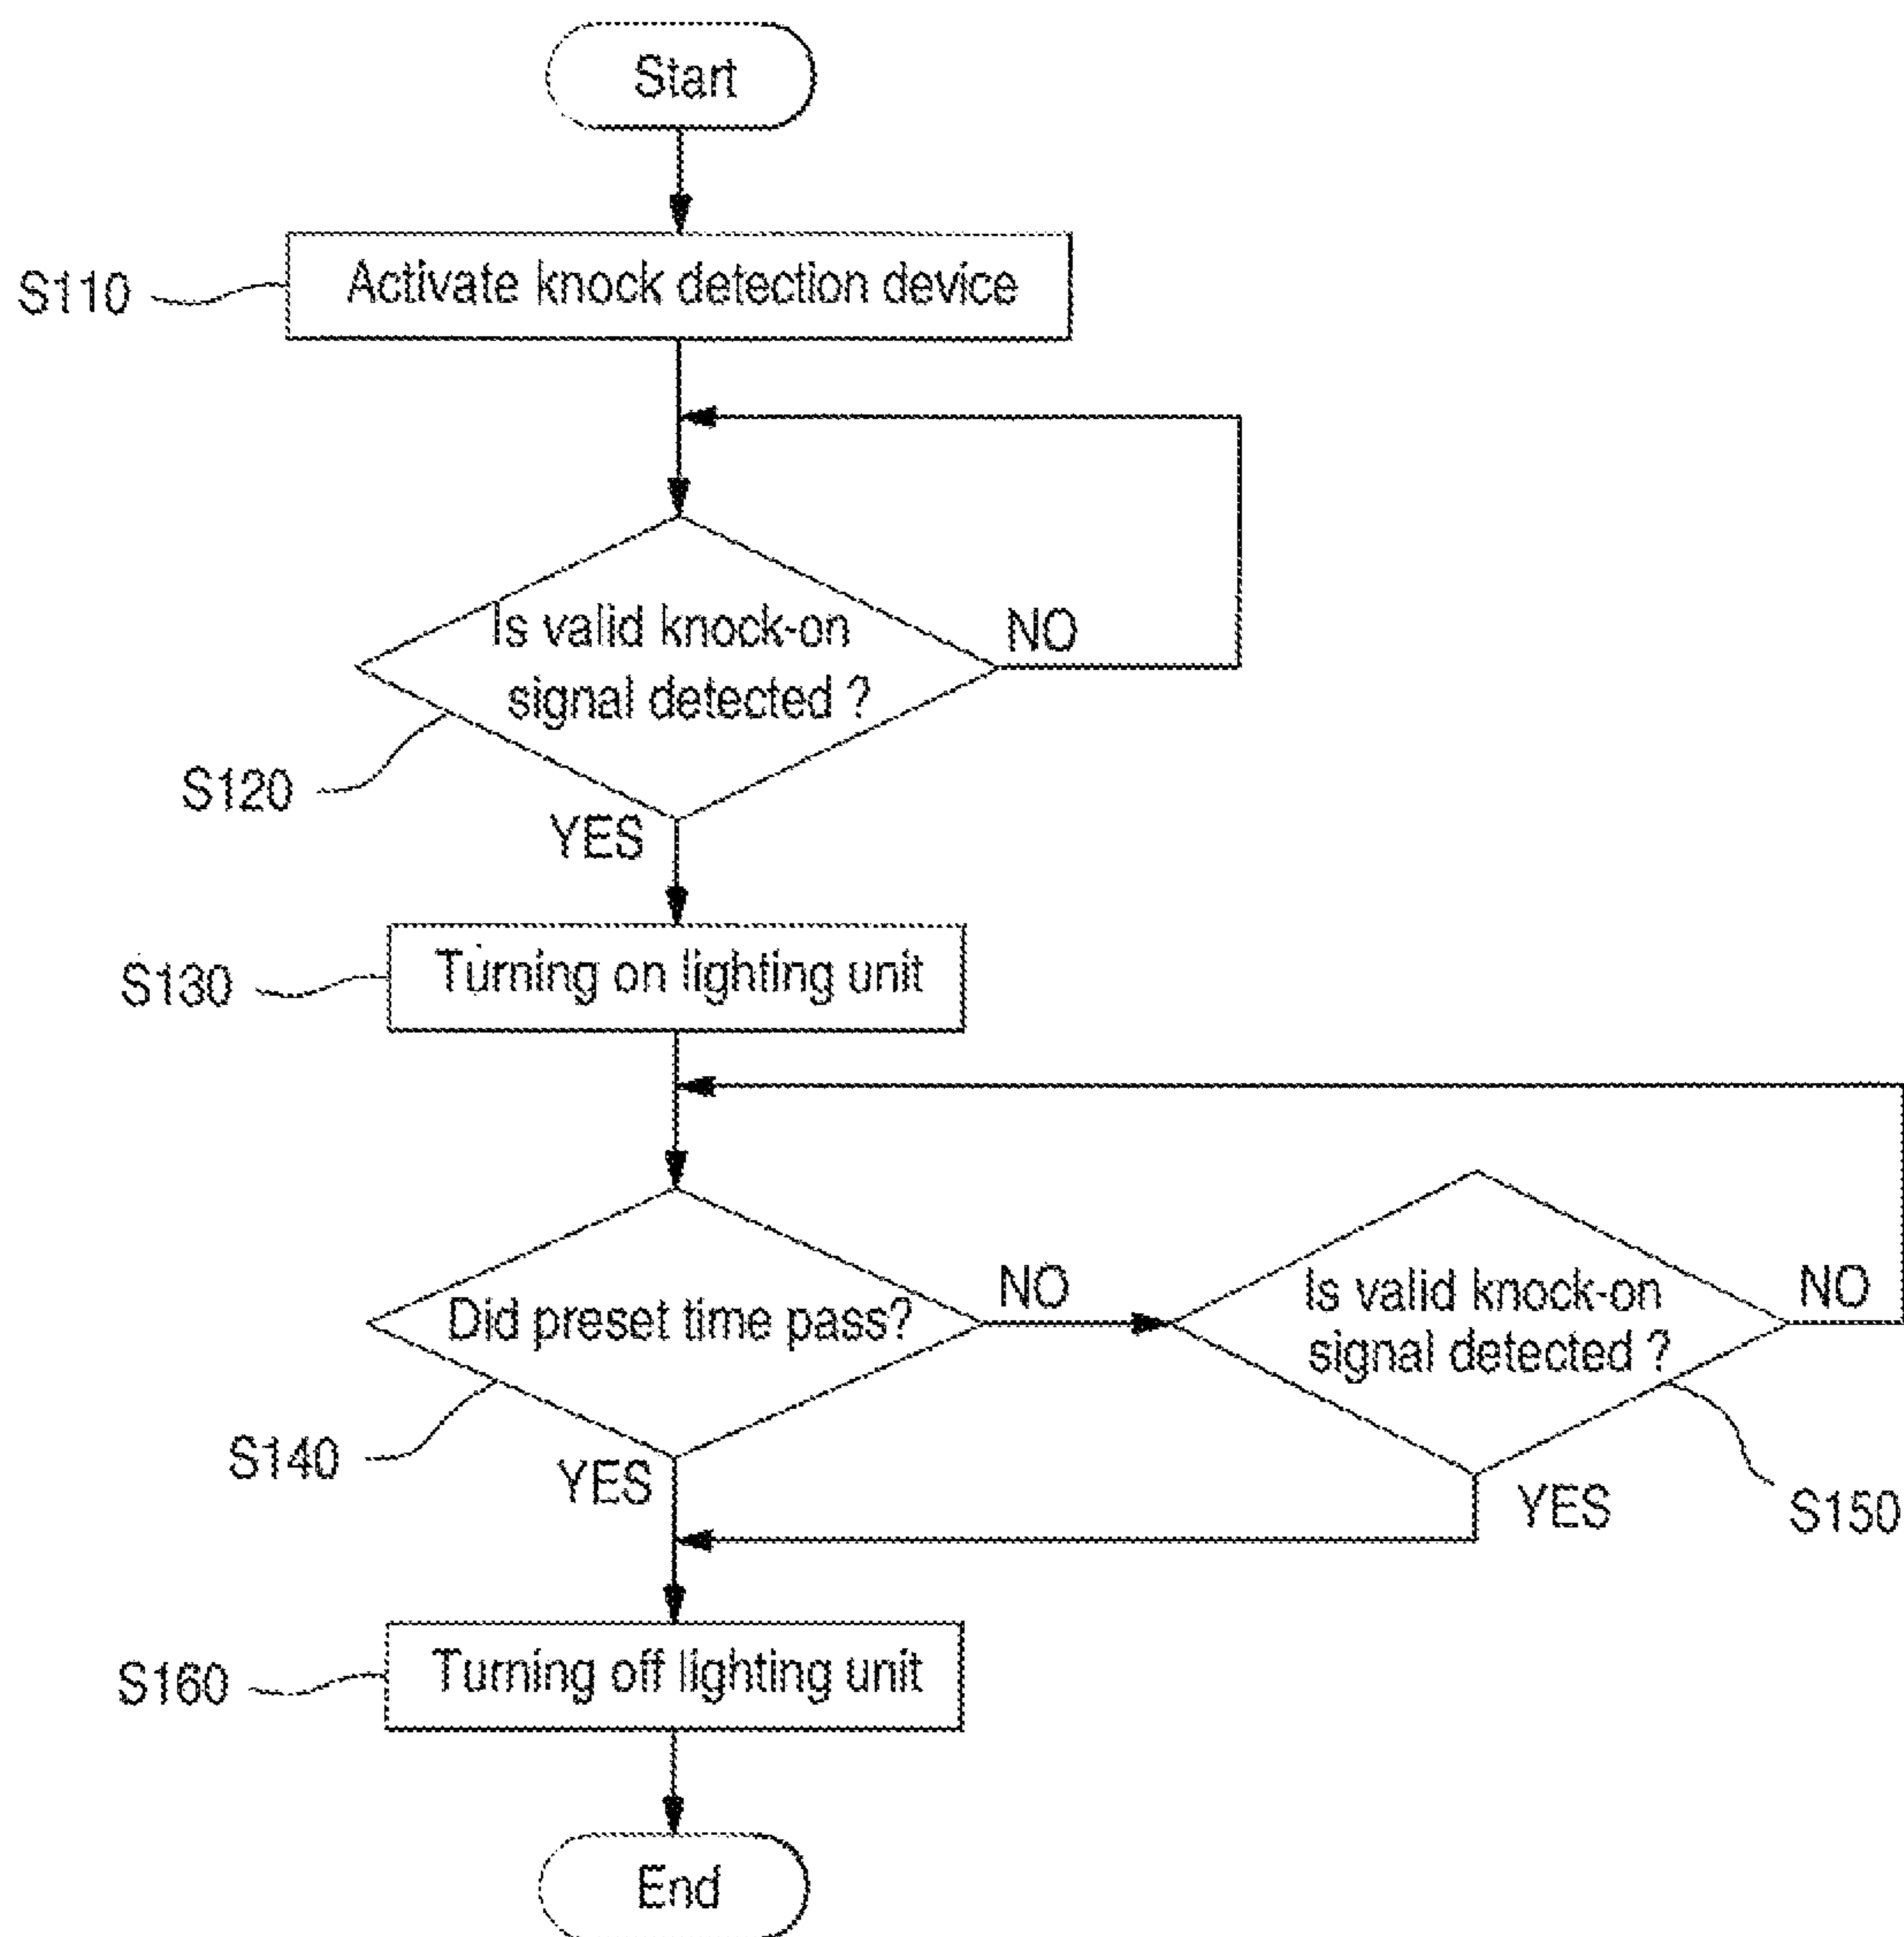 Start
S110
Activate knock detection device
Is valid knock-on
signal detected ?
NO
S120
YES
S130
Turning on lighting unit
Did preset time pass?
NO
Is valid knock-on
signal detected ?
NO
S140
YES
YES
S150
S160
Turning off lighting unit
End